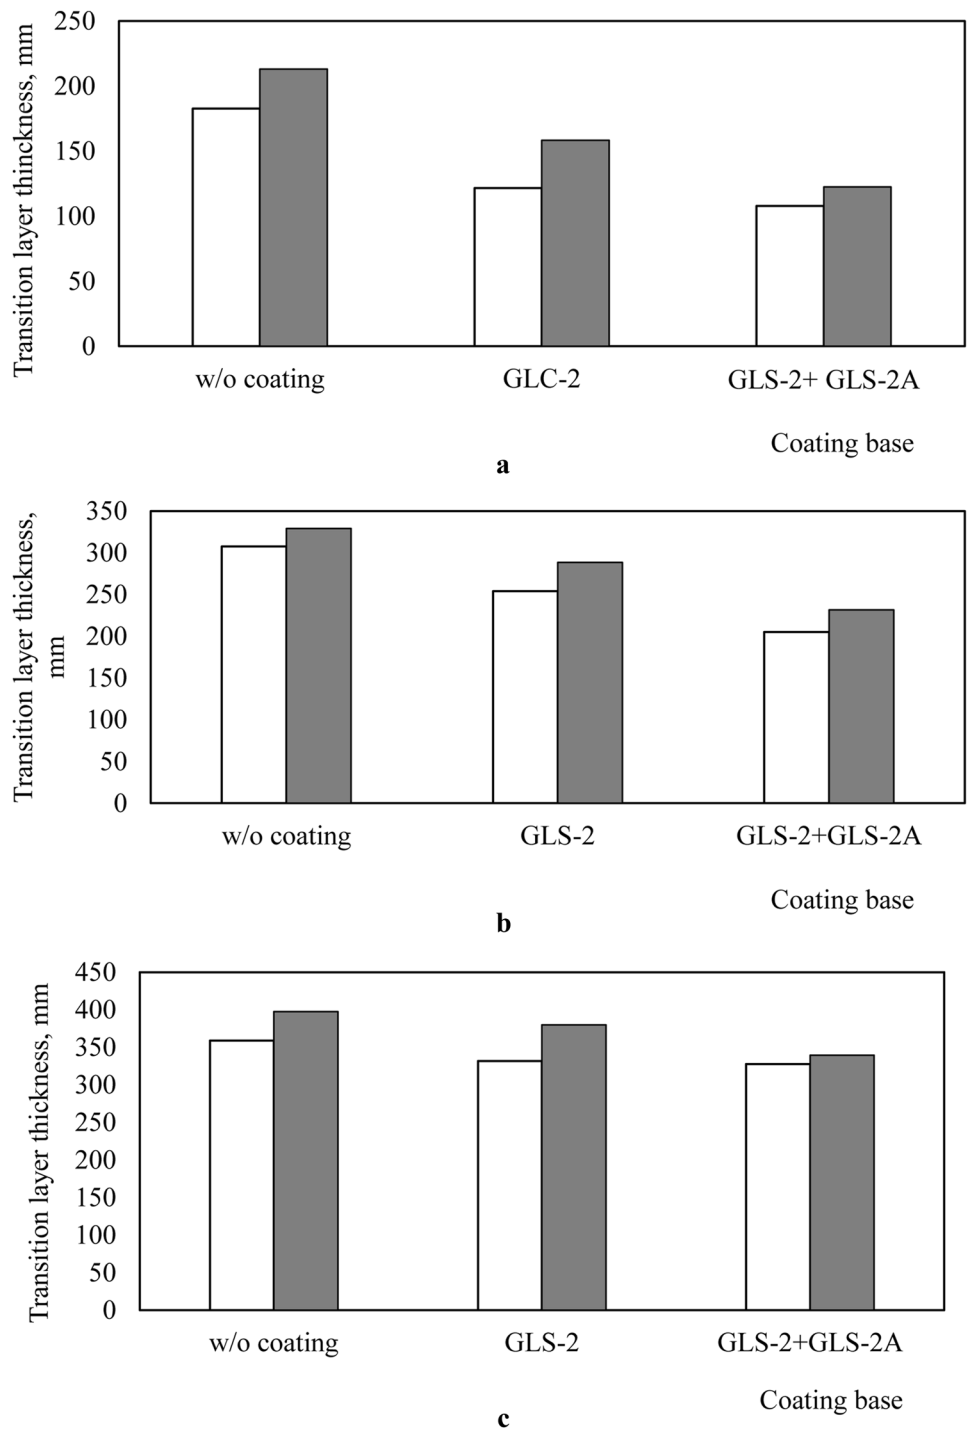 Transition layer thinckness, mm
250
200
150
100
50
0
w/o coating GLC-2 GLS-2+ GLS-2A
Coating base
a
Transition layer thickness,
mm
350
300
250
200
150
100
50
0
w/o coating GLS-2 GLS-2+GLS-2A
Coating base
b
Transition layer thickness, mm
450
400
350
300
250
200
150
100
50
0
w/o coating GLS-2 GLS-2+GLS-2A
Coating base
c